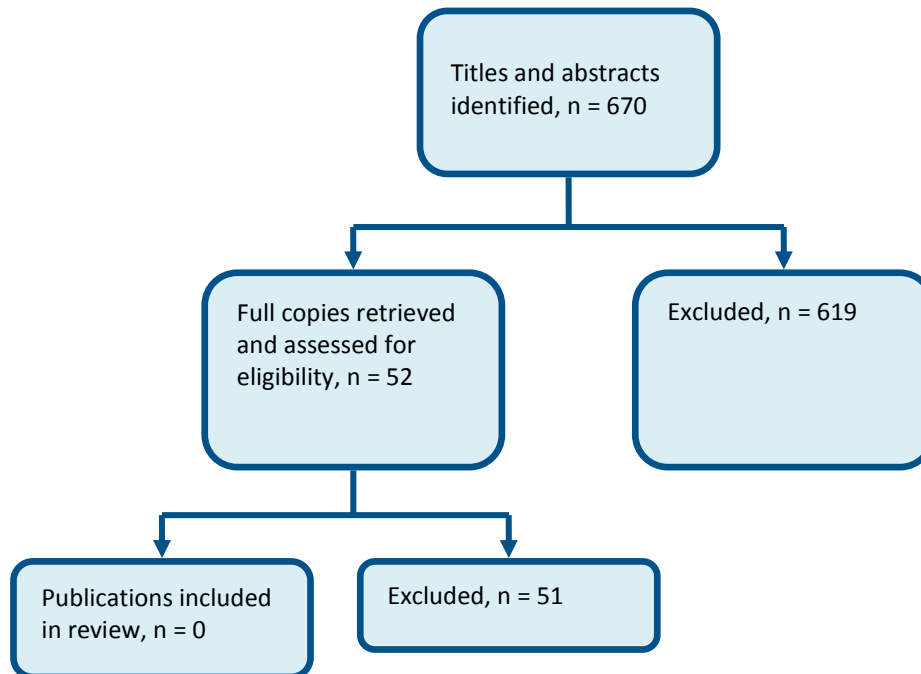 Titles and abstracts
identified, n = 670
Full copies retrieved
and assessed for
eligibility, n = 52
Excluded, n = 619
Publications included
in review, n = 0
Excluded, n = 51